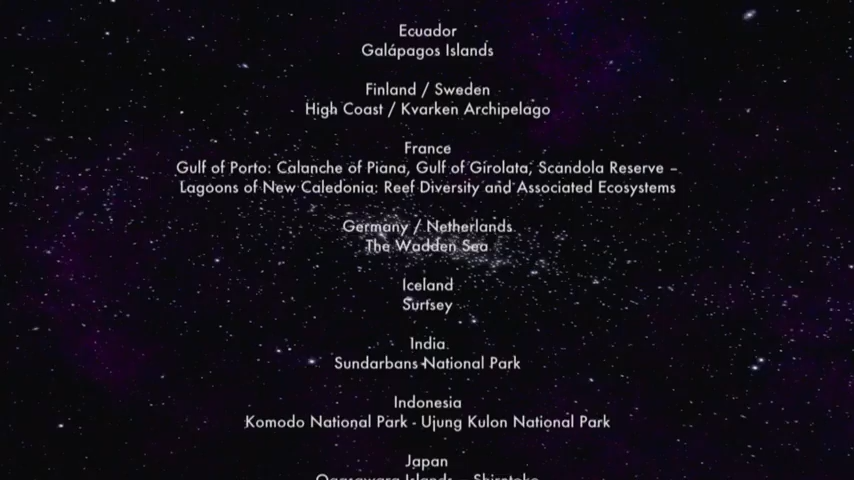 Ecuador
Galápagos Islands
Finland / Sweden
High Coast / Kvarken Archipelago
France
Gulf of Porto: Calanche of Piana, Gulf of Girolata, Scandola Reserve –
Lagoons of New Caledonia: Reef Diversity and Associated Ecosystems
Germany / Netherlands
The Wadden Sea
Iceland
Surtsey
India
Sundarbans National Park
Indonesia
Komodo National Park - Ujung Kulon National Park
Japan
Islands